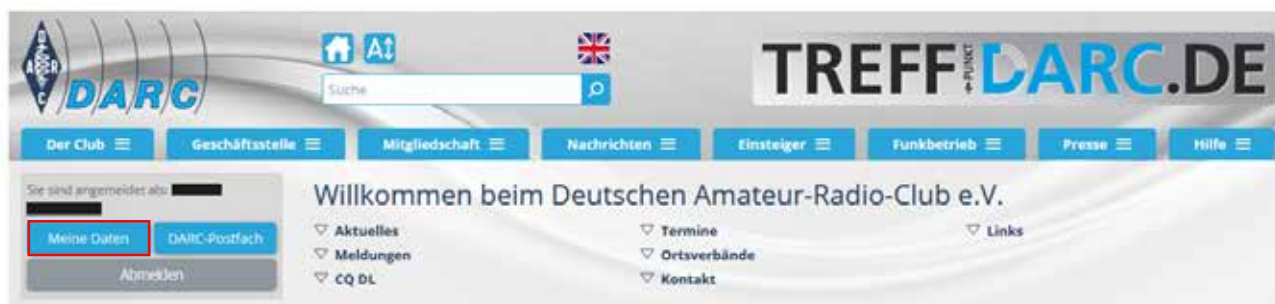 DARC
A↕
Suche
TREFF.PUNKT DARC.DE
Der Club Geschäftsstelle Mitgliedschaft Nachrichten Einsteiger Funkbetrieb Presse Hilfe
Sie sind angemeldet als:
Meine Daten DARC-Postfach
Abmelden
Willkommen beim Deutschen Amateur-Radio-Club e.V.
Aktuelles Termine Links
Meldungen Ortsverbände
CQ DL Kontakt